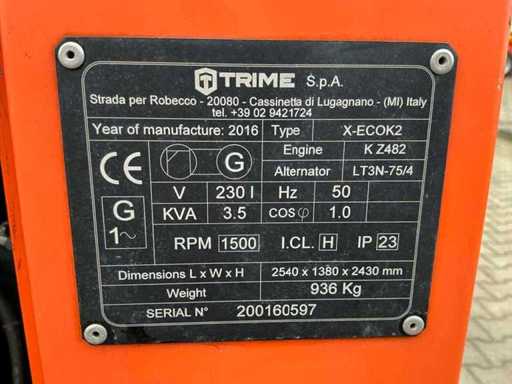 TRIME S.p.A.
Strada per Robecco - 20080 - Cassinetta di Lugagnano - (MI) Italy
tel. +39 02 9421724
Year of manufacture: 2016 Type X-ECOK2
CE G Engine K Z482
Alternator LT3N-75/4
V 230 I Hz 50
G 1~ KVA 3.5 cos φ 1.0
RPM 1500 I.CL. H IP 23
Dimensions L x W x H 2540 x 1380 x 2430 mm
Weight 936 Kg
SERIAL N° 200160597